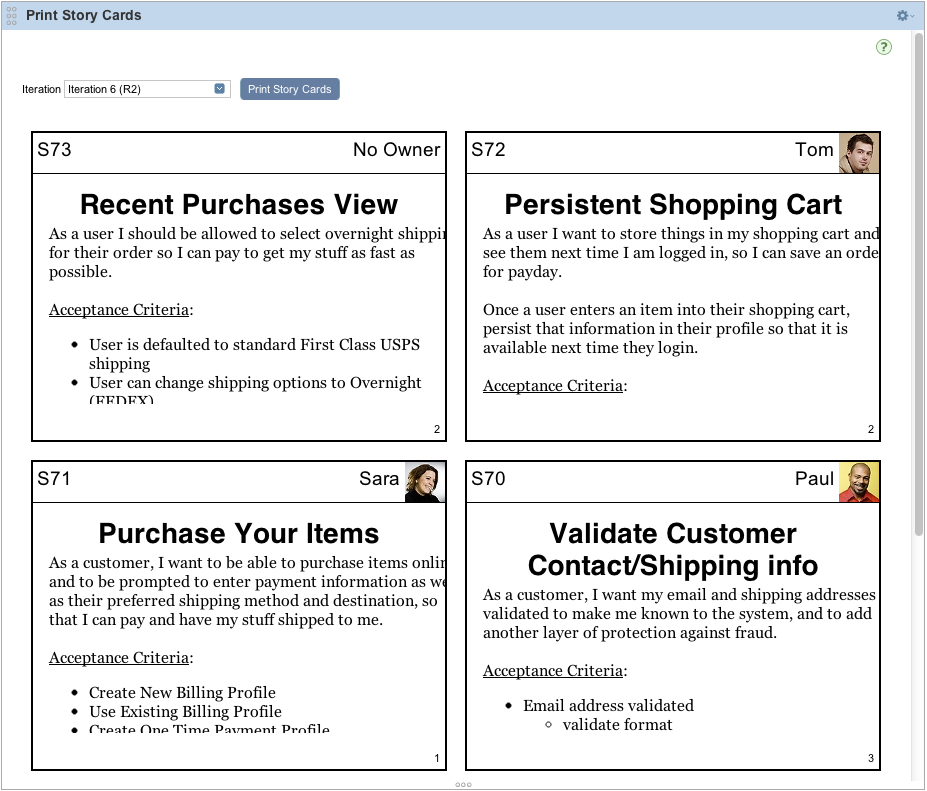 Print Story Cards
?
Iteration Iteration 6 (R2) Print Story Cards
S73 No Owner
Recent Purchases View
As a user I should be allowed to select overnight shippin
for their order so I can pay to get my stuff as fast as
possible.
Acceptance Criteria:
• User is defaulted to standard First Class USPS
shipping
• User can change shipping options to Overnight
(FEDEX)
2
S72 Tom
Persistent Shopping Cart
As a user I want to store things in my shopping cart and
see them next time I am logged in, so I can save an orde
for payday.
Once a user enters an item into their shopping cart,
persist that information in their profile so that it is
available next time they login.
Acceptance Criteria:
2
S71 Sara
Purchase Your Items
As a customer, I want to be able to purchase items onlin
and to be prompted to enter payment information as we
as their preferred shipping method and destination, so
that I can pay and have my stuff shipped to me.
Acceptance Criteria:
• Create New Billing Profile
• Use Existing Billing Profile
• Create One Time Payment Profile
1
S70 Paul
Validate Customer
Contact/Shipping info
As a customer, I want my email and shipping addresses
validated to make me known to the system, and to add
another layer of protection against fraud.
Acceptance Criteria:
• Email address validated
○ validate format
3